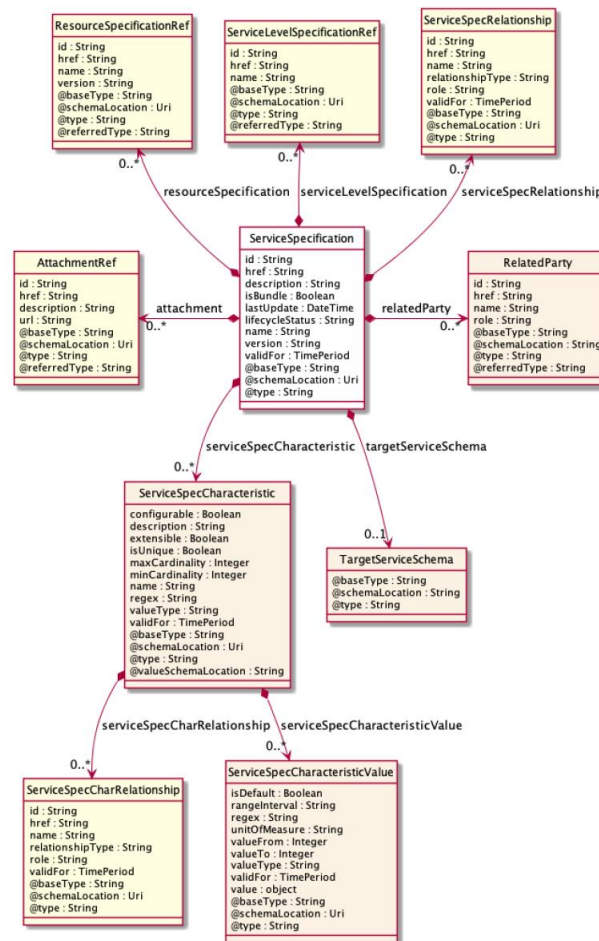 ResourceSpecificationRef
id : String
href : String
name : String
version : String
@baseType : String
@schemaLocation : Uri
@type : String
@referredType : String
ServiceLevelSpecificationRef
id : String
href : String
name : String
@baseType : String
@schemaLocation : Uri
@type : String
@referredType : String
ServiceSpecRelationship
id : String
href : String
name : String
relationshipType : String
role : String
validFor : TimePeriod
@baseType : String
@schemaLocation : Uri
@type : String
0..*
0..*
0..*
resourceSpecification
serviceLevelSpecification
serviceSpecRelationship
AttachmentRef
id : String
href : String
description : String
url : String
@baseType : String
@schemaLocation : Uri
@type : String
@referredType : String
attachment
0..*
ServiceSpecification
id : String
href : String
description : String
isBundle : Boolean
lastUpdate : DateTime
lifecycleStatus : String
name : String
version : String
validFor : TimePeriod
@baseType : String
@schemaLocation : Uri
@type : String
relatedParty
0..*
RelatedParty
id : String
href : String
name : String
role : String
@baseType : String
@schemaLocation : String
@type : String
@referredType : String
serviceSpecCharacteristic
targetServiceSchema
0..*
0..1
ServiceSpecCharacteristic
configurable : Boolean
description : String
extensible : Boolean
isUnique : Boolean
maxCardinality : Integer
minCardinality : Integer
name : String
regex : String
valueType : String
validFor : TimePeriod
@baseType : String
@schemaLocation : Uri
@type : String
@valueSchemaLocation : String
TargetServiceSchema
@baseType : String
@schemaLocation : String
@type : String
serviceSpecCharRelationship
serviceSpecCharacteristicValue
0..*
0..*
ServiceSpecCharRelationship
id : String
href : String
name : String
relationshipType : String
role : String
validFor : TimePeriod
@baseType : String
@schemaLocation : Uri
@type : String
ServiceSpecCharacteristicValue
isDefault : Boolean
rangeInterval : String
regex : String
unitOfMeasure : String
valueFrom : Integer
valueTo : Integer
valueType : String
validFor : TimePeriod
value : object
@baseType : String
@schemaLocation : Uri
@type : String